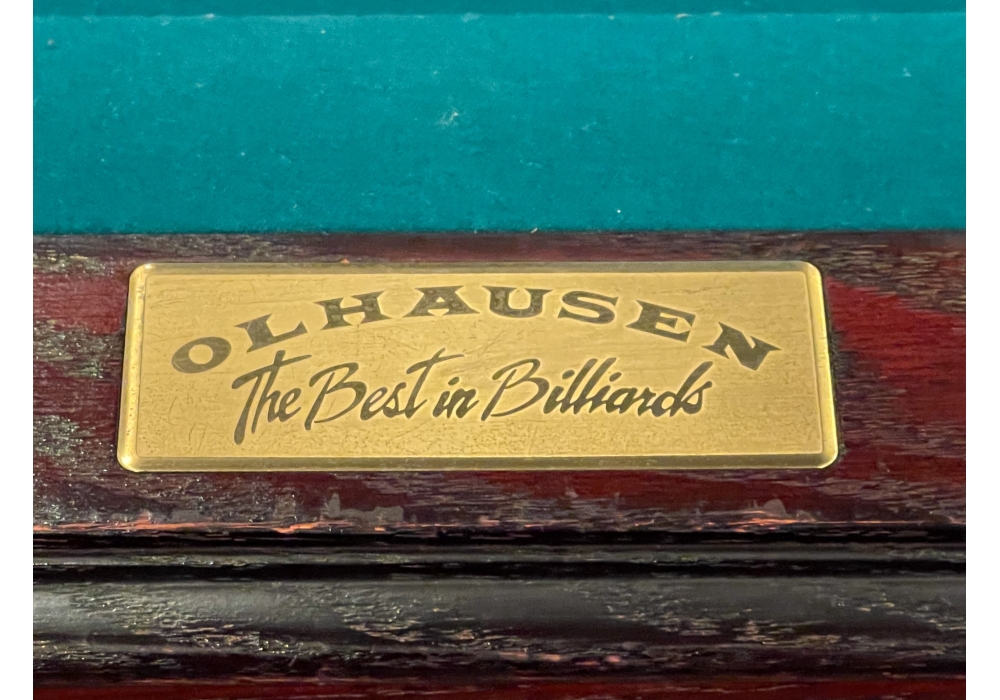 OLHAUSEN
The Best in Billiards